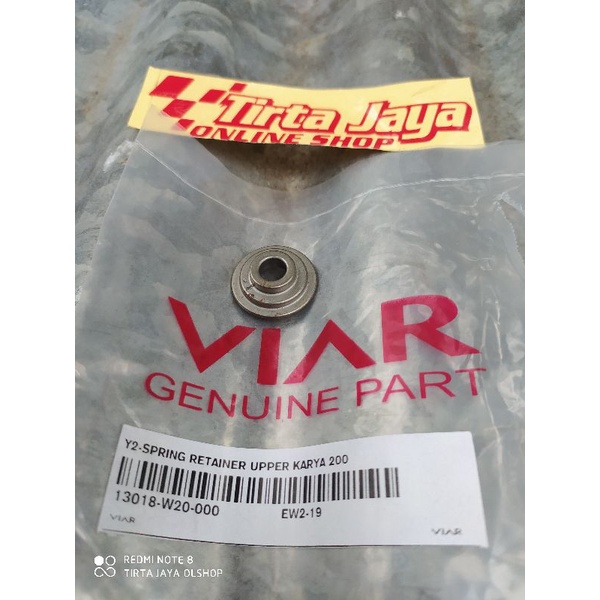 Tirta Jaya
ONLINE SHOP
VIAR
GENUINE PART
Y2-SPRING RETAINER UPPER KARYA 200
13018-W20-000 EW2-19
VIAR VIAR
REDMI NOTE 8
TIRTA JAYA OLSHOP